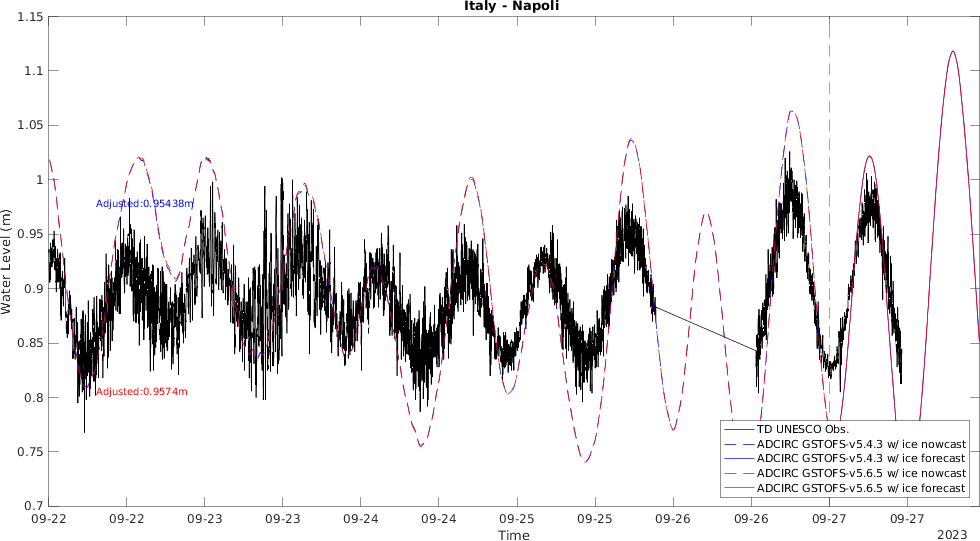 Italy - Napoli
1.15
1.1
1.05
1
0.95
0.9
0.85
0.8
0.75
0.7
Water Level (m)
Adjusted:0.95438m
Adjusted:0.9574m
TD UNESCO Obs.
ADCIRC GSTOFS-v5.4.3 w/ ice nowcast
ADCIRC GSTOFS-v5.4.3 w/ ice forecast
ADCIRC GSTOFS-v5.6.5 w/ ice nowcast
ADCIRC GSTOFS-v5.6.5 w/ ice forecast
09-22 09-22 09-23 09-23 09-24 09-24 09-25 09-25 09-26 09-26 09-27 09-27
Time
2023